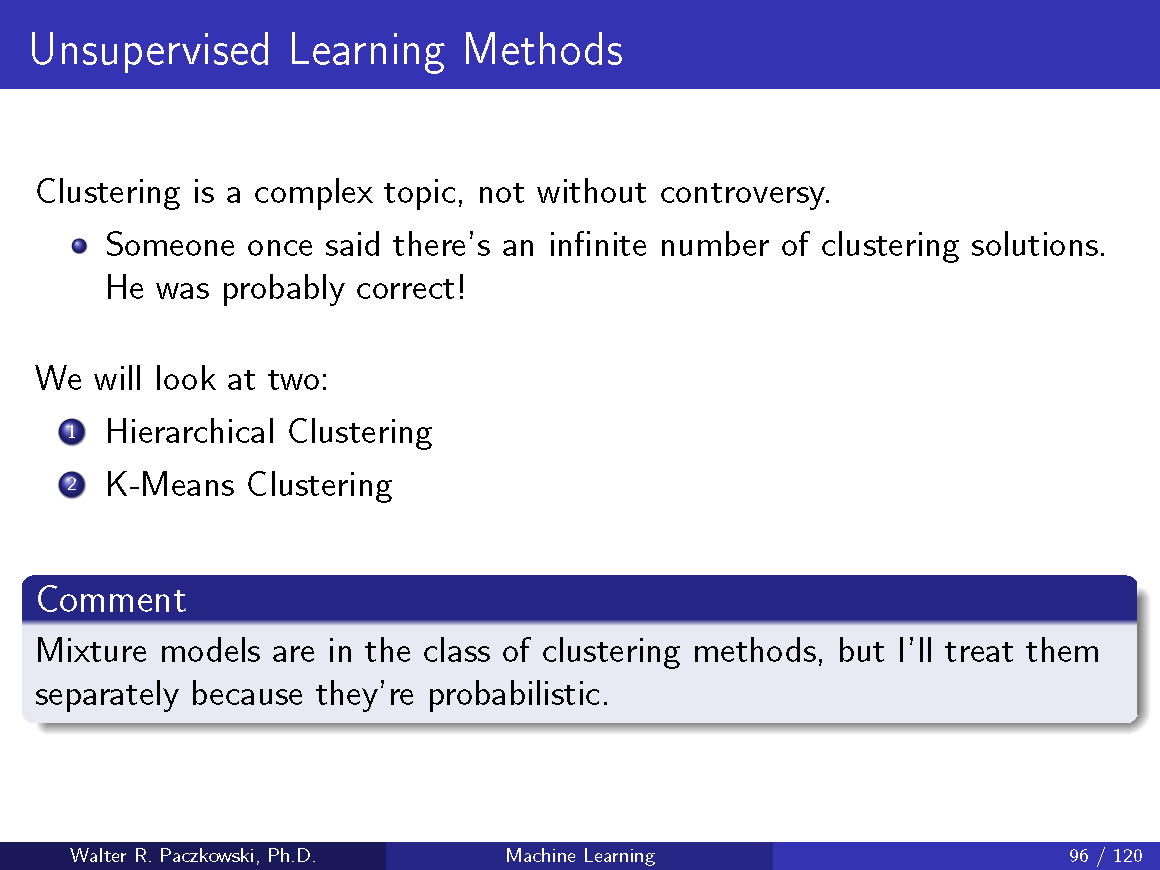 Unsupervised Learning Methods
Clustering is a complex topic, not without controversy.
Someone once said there's an infinite number of clustering solutions.
He was probably correct!
We will look at two:
1 Hierarchical Clustering
2 K-Means Clustering
Comment
Mixture models are in the class of clustering methods, but I'll treat them
separately because they're probabilistic.
Walter R. Paczkowski, Ph.D. Machine Learning 96 / 120